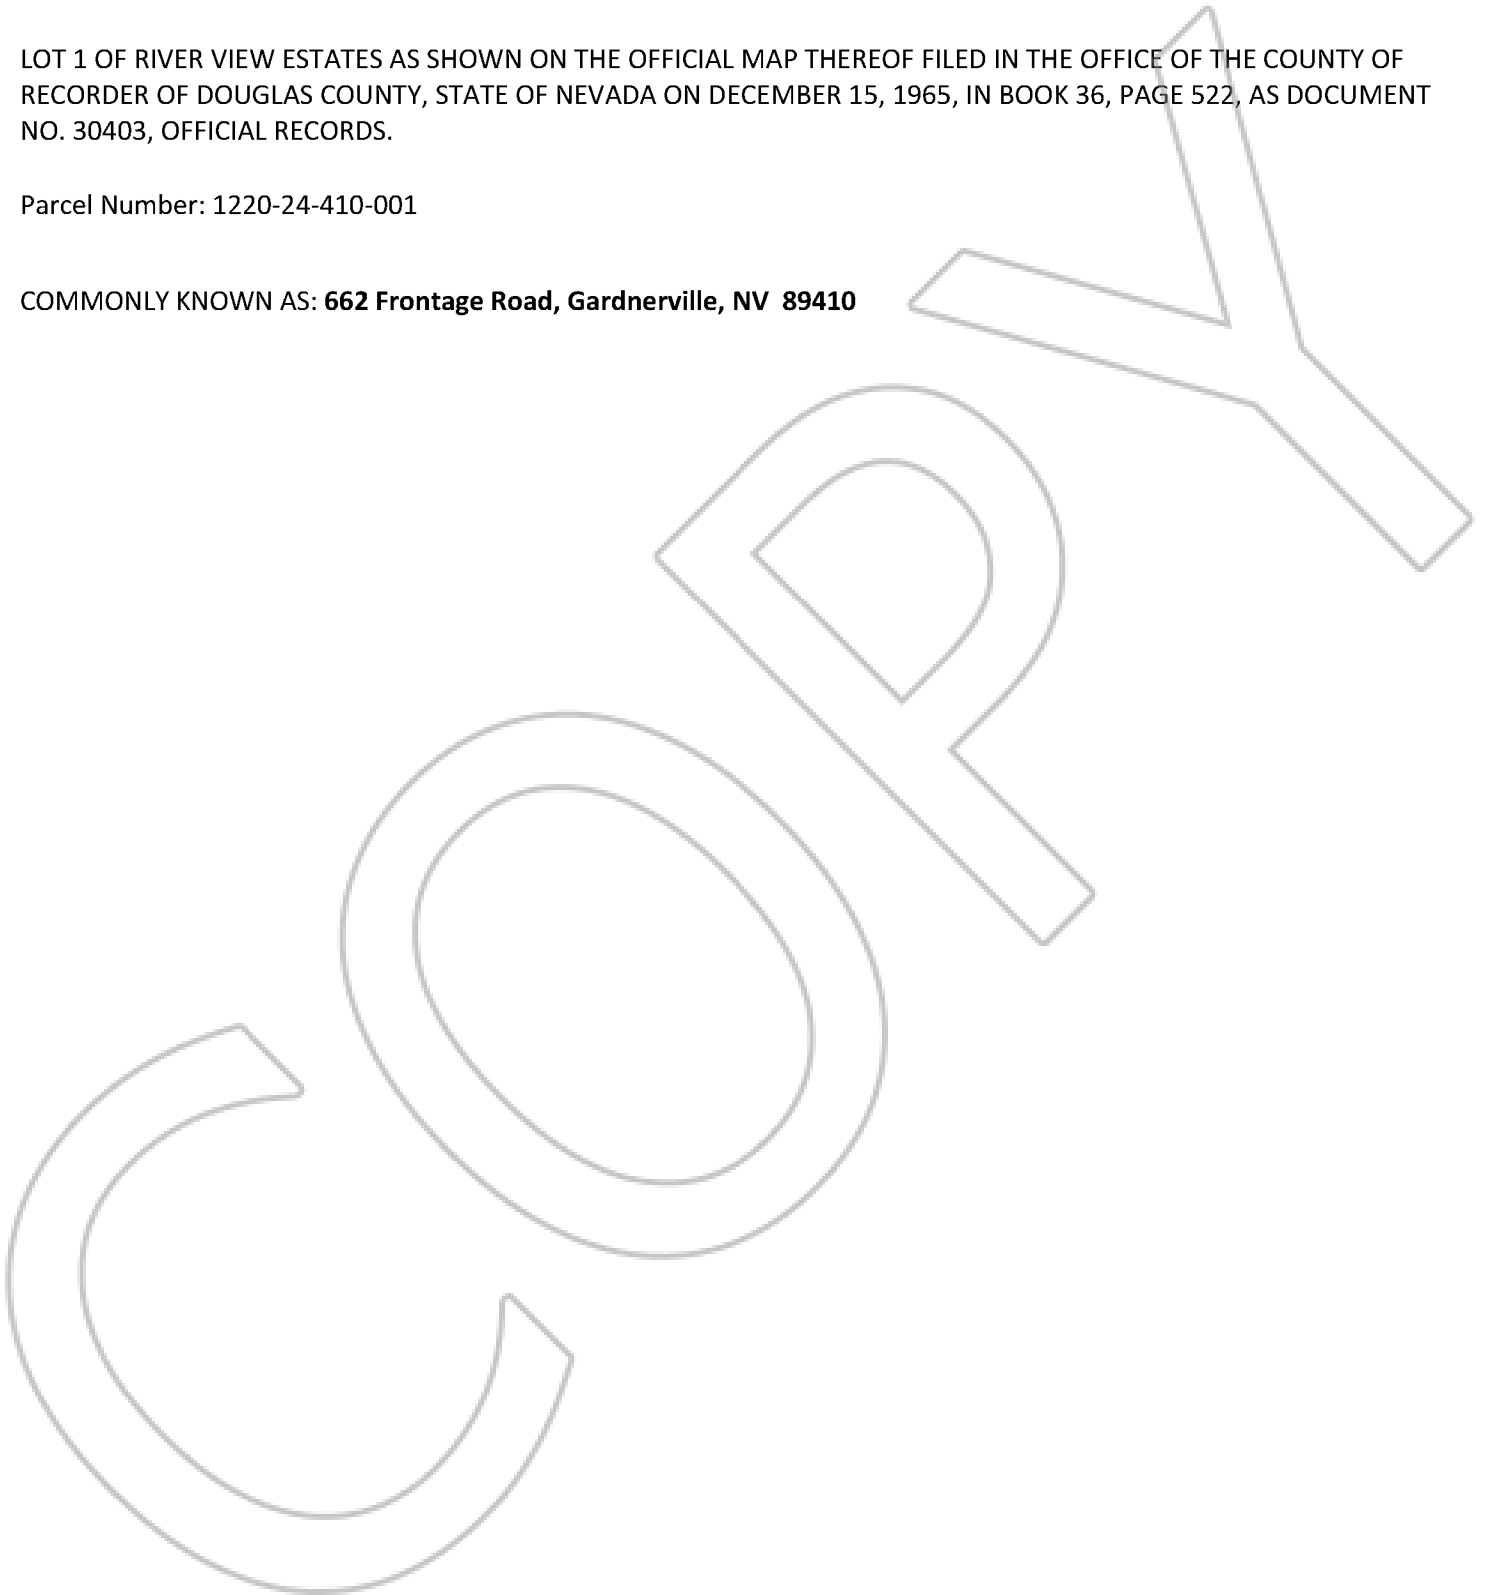 LOT 1 OF RIVER VIEW ESTATES AS SHOWN ON THE OFFICIAL MAP THEREOF FILED IN THE OFFICE OF THE COUNTY OF
RECORDER OF DOUGLAS COUNTY, STATE OF NEVADA ON DECEMBER 15, 1965, IN BOOK 36, PAGE 522, AS DOCUMENT
NO. 30403, OFFICIAL RECORDS.
Parcel Number: 1220-24-410-001
COMMONLY KNOWN AS: 662 Frontage Road, Gardnerville, NV  89410
COPY